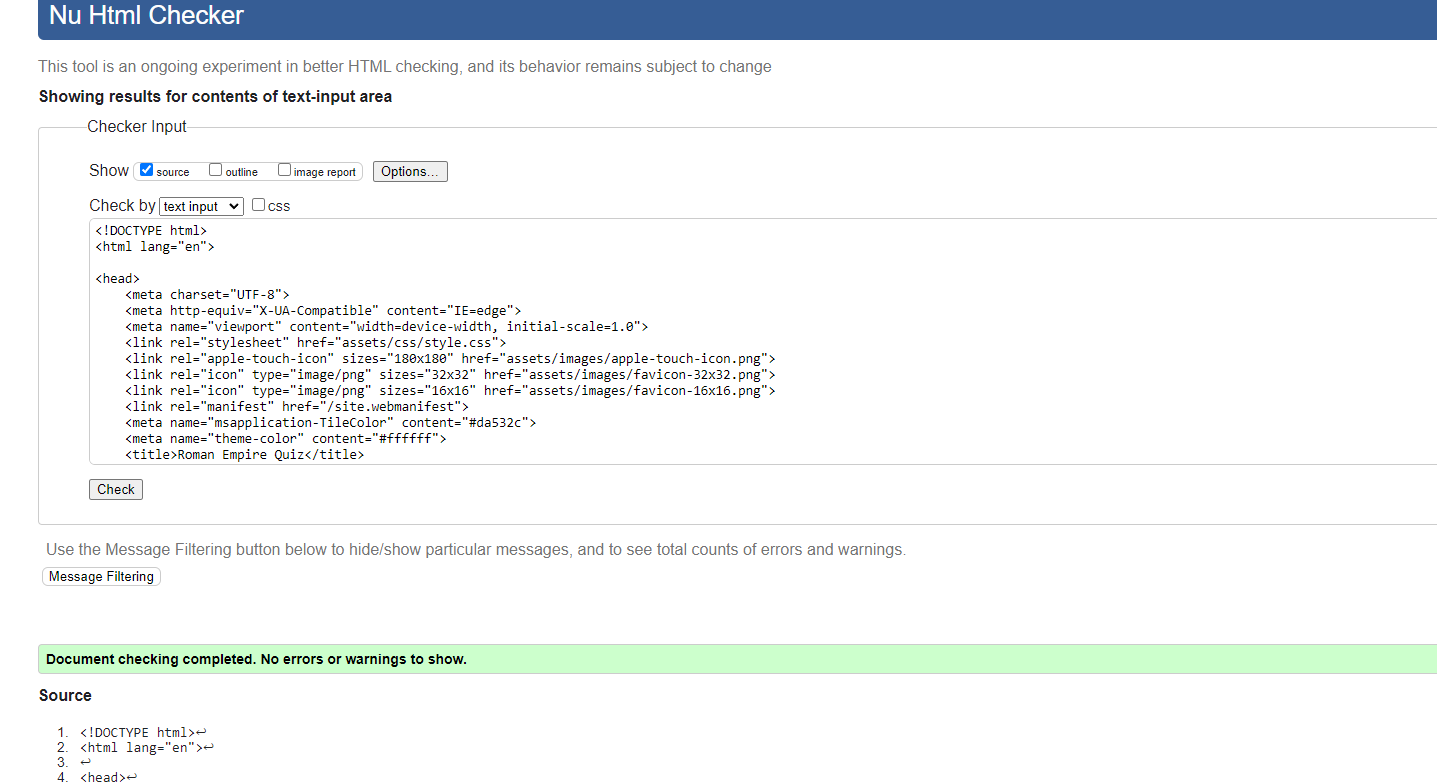 Nu Html Checker
This tool is an ongoing experiment in better HTML checking, and its behavior remains subject to change
Showing results for contents of text-input area
Checker Input
Show source outline image report Options...
Check by text input css
<!DOCTYPE html>
<html lang="en">
<head>
<meta charset="UTF-8">
<meta http-equiv="X-UA-Compatible" content="IE=edge">
<meta name="viewport" content="width=device-width, initial-scale=1.0">
<link rel="stylesheet" href="assets/css/style.css">
<link rel="apple-touch-icon" sizes="180x180" href="assets/images/apple-touch-icon.png">
<link rel="icon" type="image/png" sizes="32x32" href="assets/images/favicon-32x32.png">
<link rel="icon" type="image/png" sizes="16x16" href="assets/images/favicon-16x16.png">
<link rel="manifest" href="/site.webmanifest">
<meta name="msapplication-TileColor" content="#da532c">
<meta name="theme-color" content="#ffffff">
<title>Roman Empire Quiz</title>
Check
Use the Message Filtering button below to hide/show particular messages, and to see total counts of errors and warnings.
Message Filtering
Document checking completed. No errors or warnings to show.
Source
1. <!DOCTYPE html>↩
2. <html lang="en">↩
3. ↩
4. <head>↩